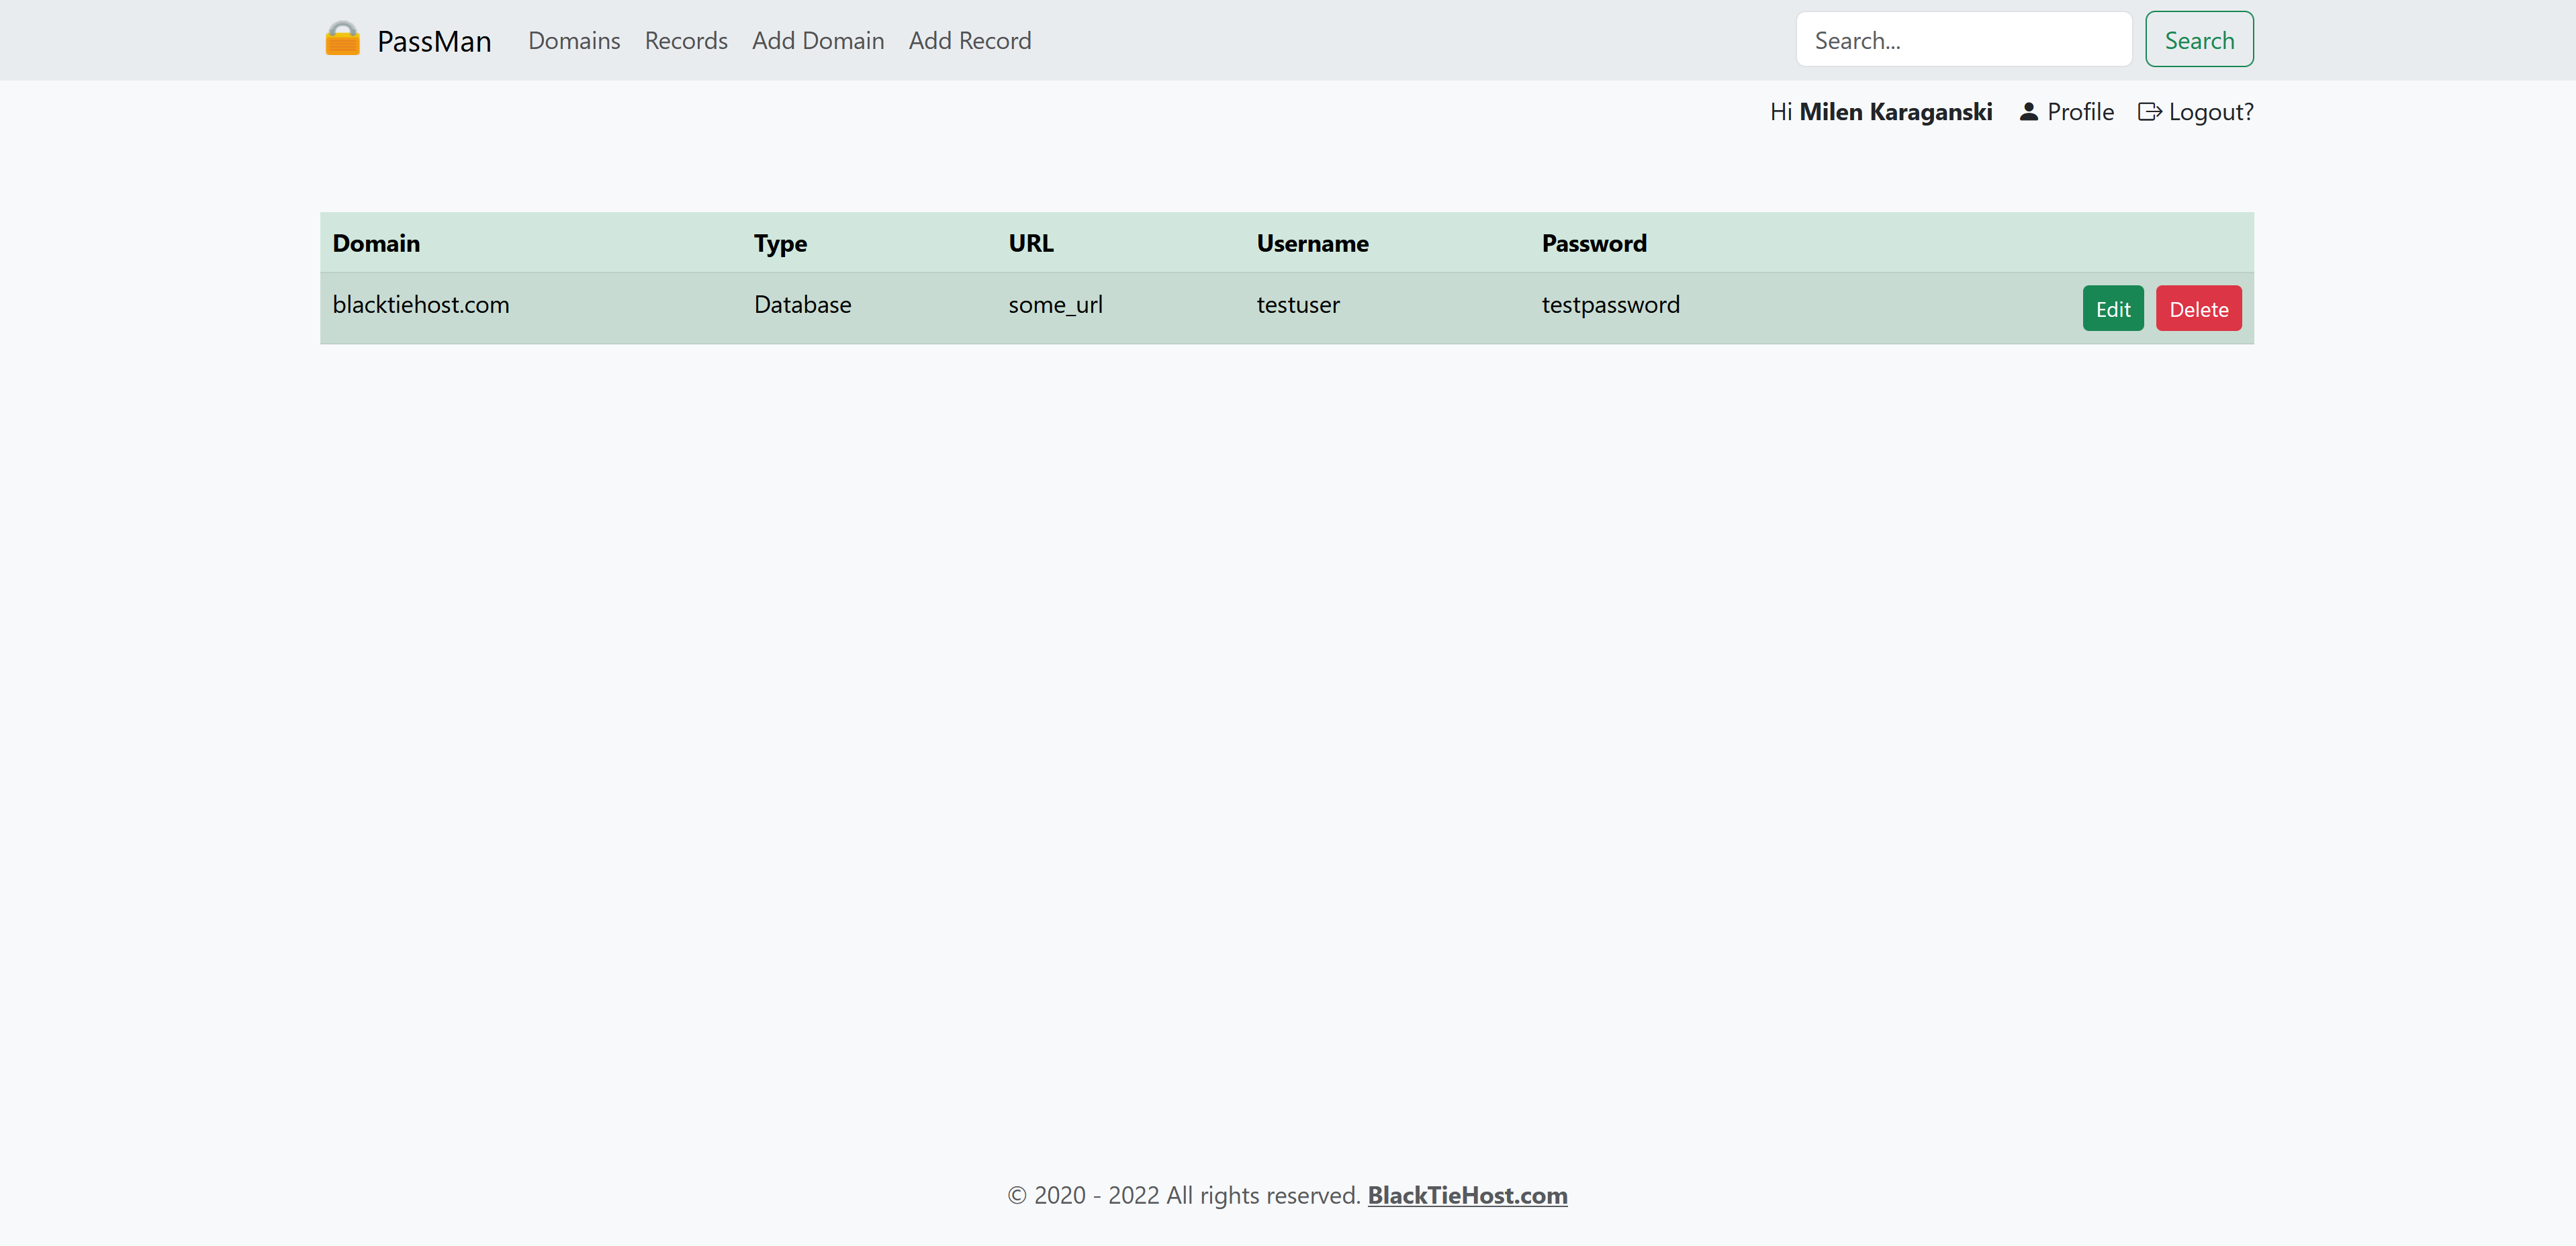 PassMan Domains Records Add Domain Add Record Search... Search
Hi Milen Karaganski Profile Logout?
Domain Type URL Username Password
blacktiehost.com Database some_url testuser testpassword Edit Delete
© 2020 - 2022 All rights reserved. BlackTieHost.com